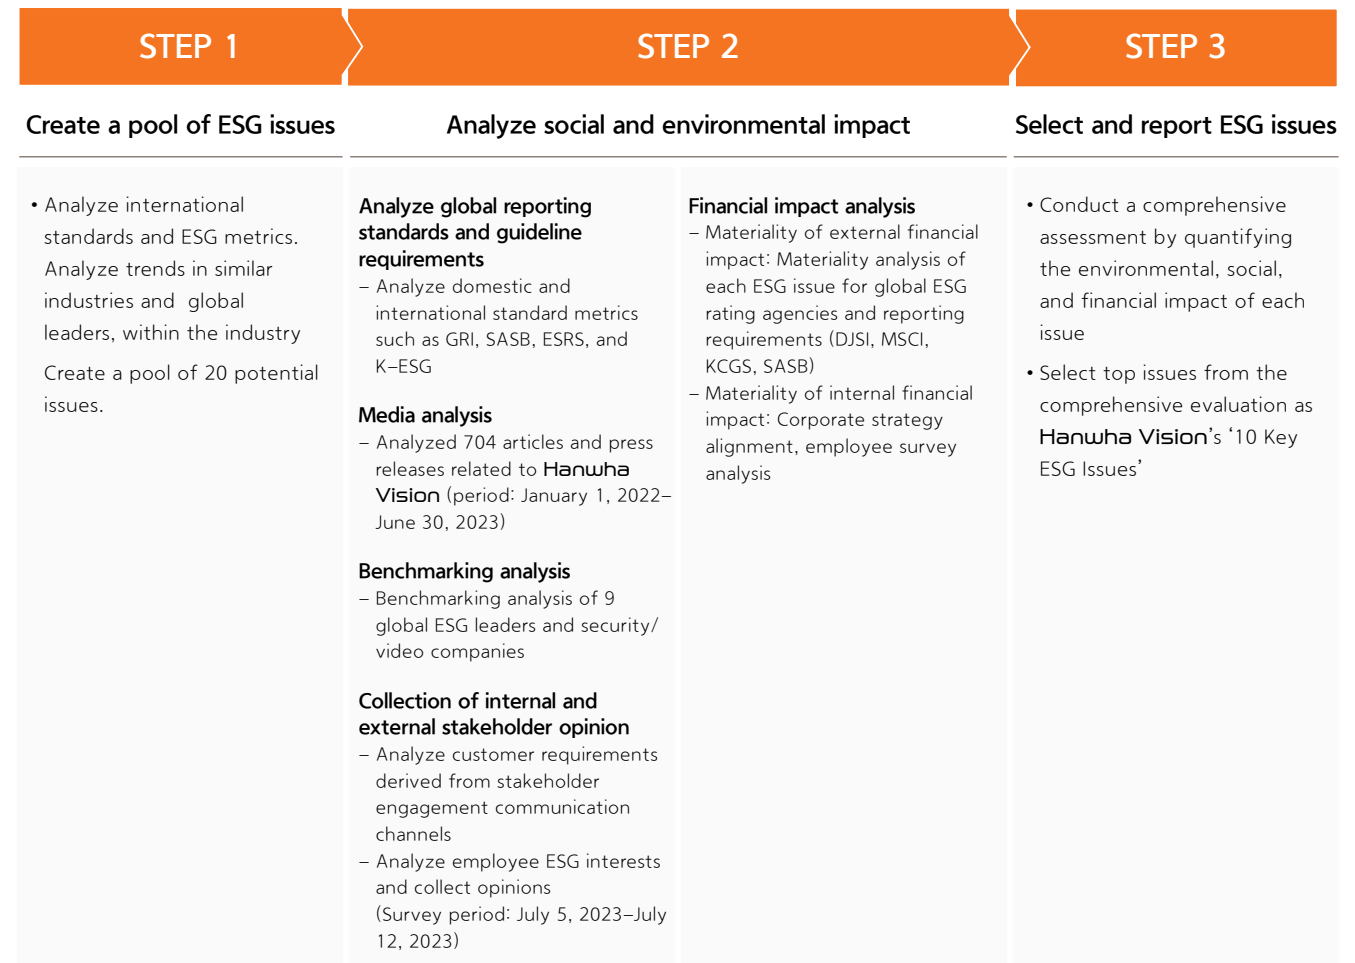 STEP 1
STEP 2
STEP 3
Create a pool of ESG issues
Analyze social and environmental impact
Select and report ESG issues
• Analyze international
standards and ESG metrics.
Analyze trends in similar
industries and global
leaders, within the industry
Create a pool of 20 potential
issues.
Analyze global reporting
standards and guideline
requirements
– Analyze domestic and
international standard metrics
such as GRI, SASB, ESRS, and
K–ESG
Media analysis
– Analyzed 704 articles and press
releases related to Hanwha
Vision (period: January 1, 2022–
June 30, 2023)
Benchmarking analysis
– Benchmarking analysis of 9
global ESG leaders and security/
video companies
Collection of internal and
external stakeholder opinion
– Analyze customer requirements
derived from stakeholder
engagement communication
channels
– Analyze employee ESG interests
and collect opinions
(Survey period: July 5, 2023–July
12, 2023)
Financial impact analysis
– Materiality of external financial
impact: Materiality analysis of
each ESG issue for global ESG
rating agencies and reporting
requirements (DJSI, MSCI,
KCGS, SASB)
– Materiality of internal financial
impact: Corporate strategy
alignment, employee survey
analysis
• Conduct a comprehensive
assessment by quantifying
the environmental, social,
and financial impact of each
issue
• Select top issues from the
comprehensive evaluation as
Hanwha Vision’s ‘10 Key
ESG Issues’